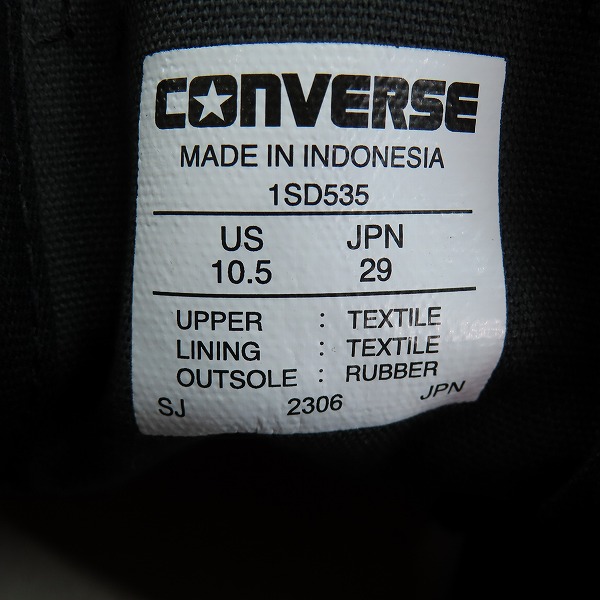 CONVERSE
MADE IN INDONESIA
1SD535
US JPN
10.5 29
UPPER : TEXTILE
LINING : TEXTILE
OUTSOLE : RUBBER
SJ 2306 JPN